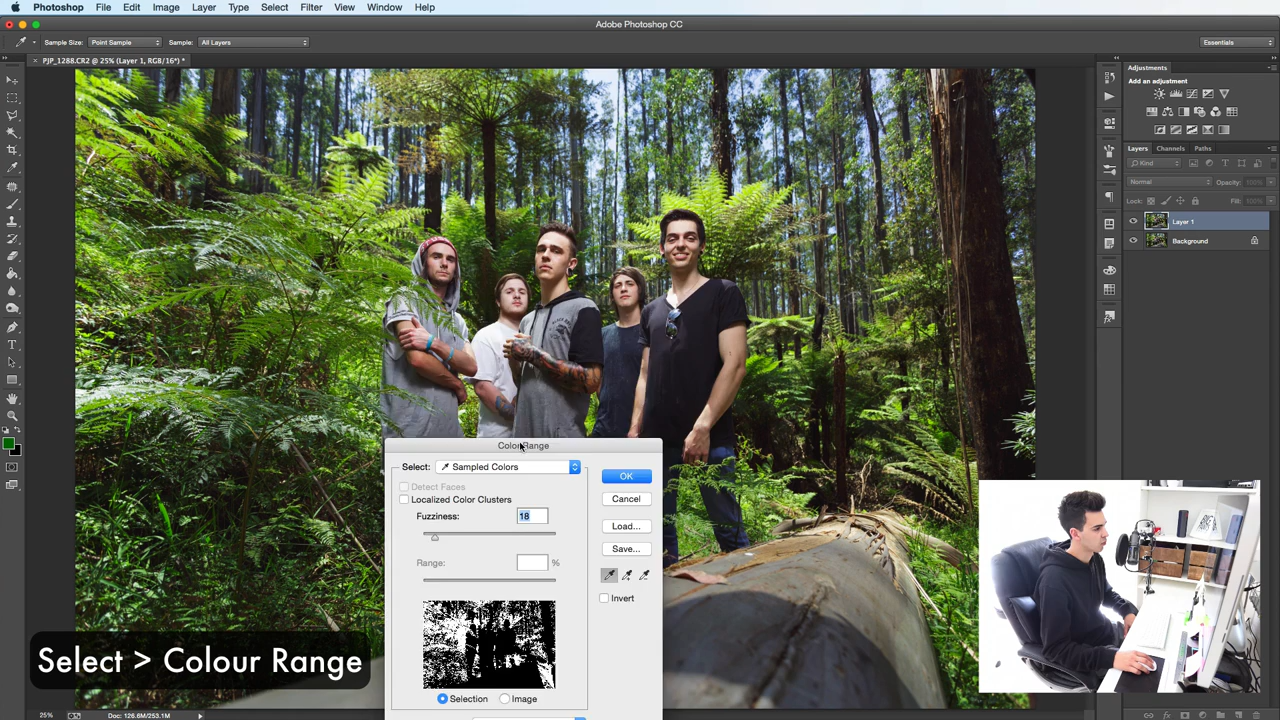 Photoshop File Edit Image Layer Type Select Filter View Window Help
Adobe Photoshop CC
Sample Size: Point Sample Sample: All Layers Essentials
PJP_1288.CR2 @ 25% (Layer 1, RGB/16*) *
Adjustments
Add an adjustment
Layers Channels Paths
Kind
Normal Opacity: 100%
Lock: Fill: 100%
Layer 1
Background
Color Range
Select: Sampled Colors
OK
Detect Faces
Cancel
Localized Color Clusters
Fuzziness: 18
Load...
Save...
Range: %
Invert
Selection Image
Select > Colour Range
25% Doc: 126.6M/253.1M